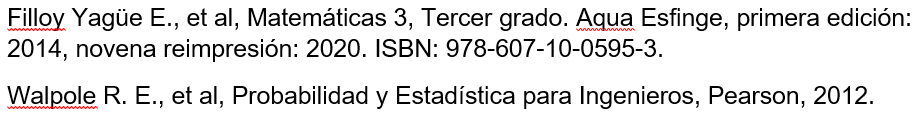 Filloy Yagüe E., et al, Matemáticas 3, Tercer grado. Aqua Esfinge, primera edición:
2014, novena reimpresión: 2020. ISBN: 978-607-10-0595-3.
Walpole R. E., et al, Probabilidad y Estadística para Ingenieros, Pearson, 2012.